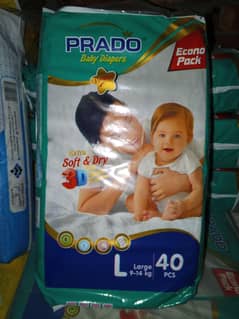 PRADO
Baby Diapers
Econo
Pack
Extra
Soft & Dry
3D
L
Large
9-14 kg
40
PCS